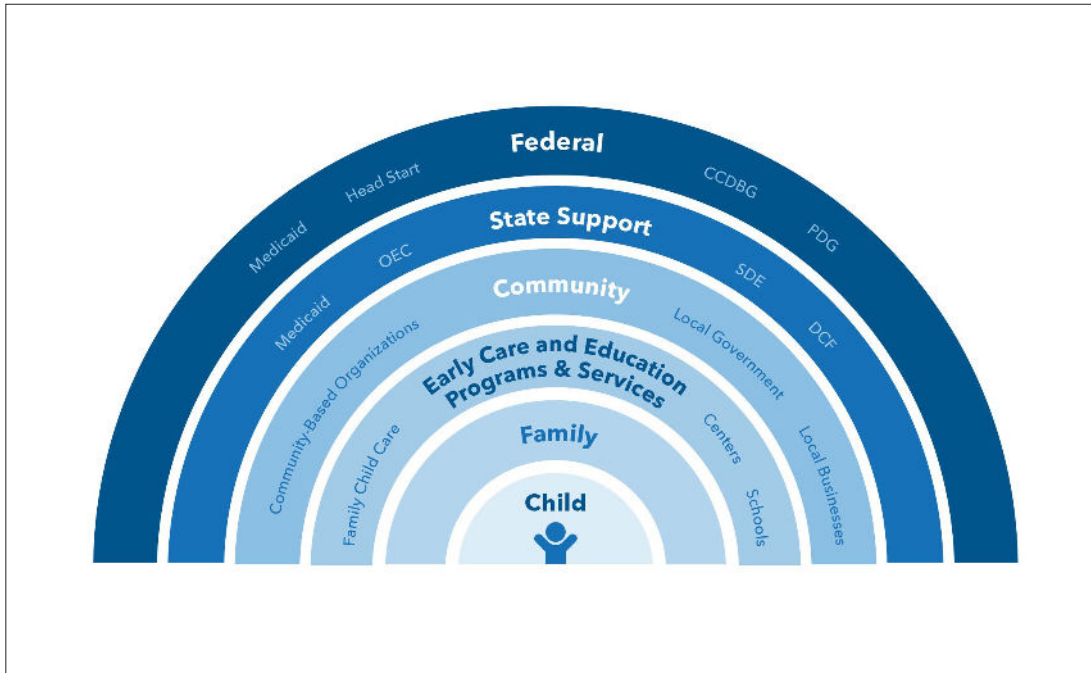 Federal
Medicaid
Head Start
CCDBG
PDG
State Support
Medicaid
OEC
SDE
DCF
Community
Community-Based Organizations
Local Government
Local Businesses
Early Care and Education
Programs & Services
Family Child Care
Centers
Schools
Family
Child